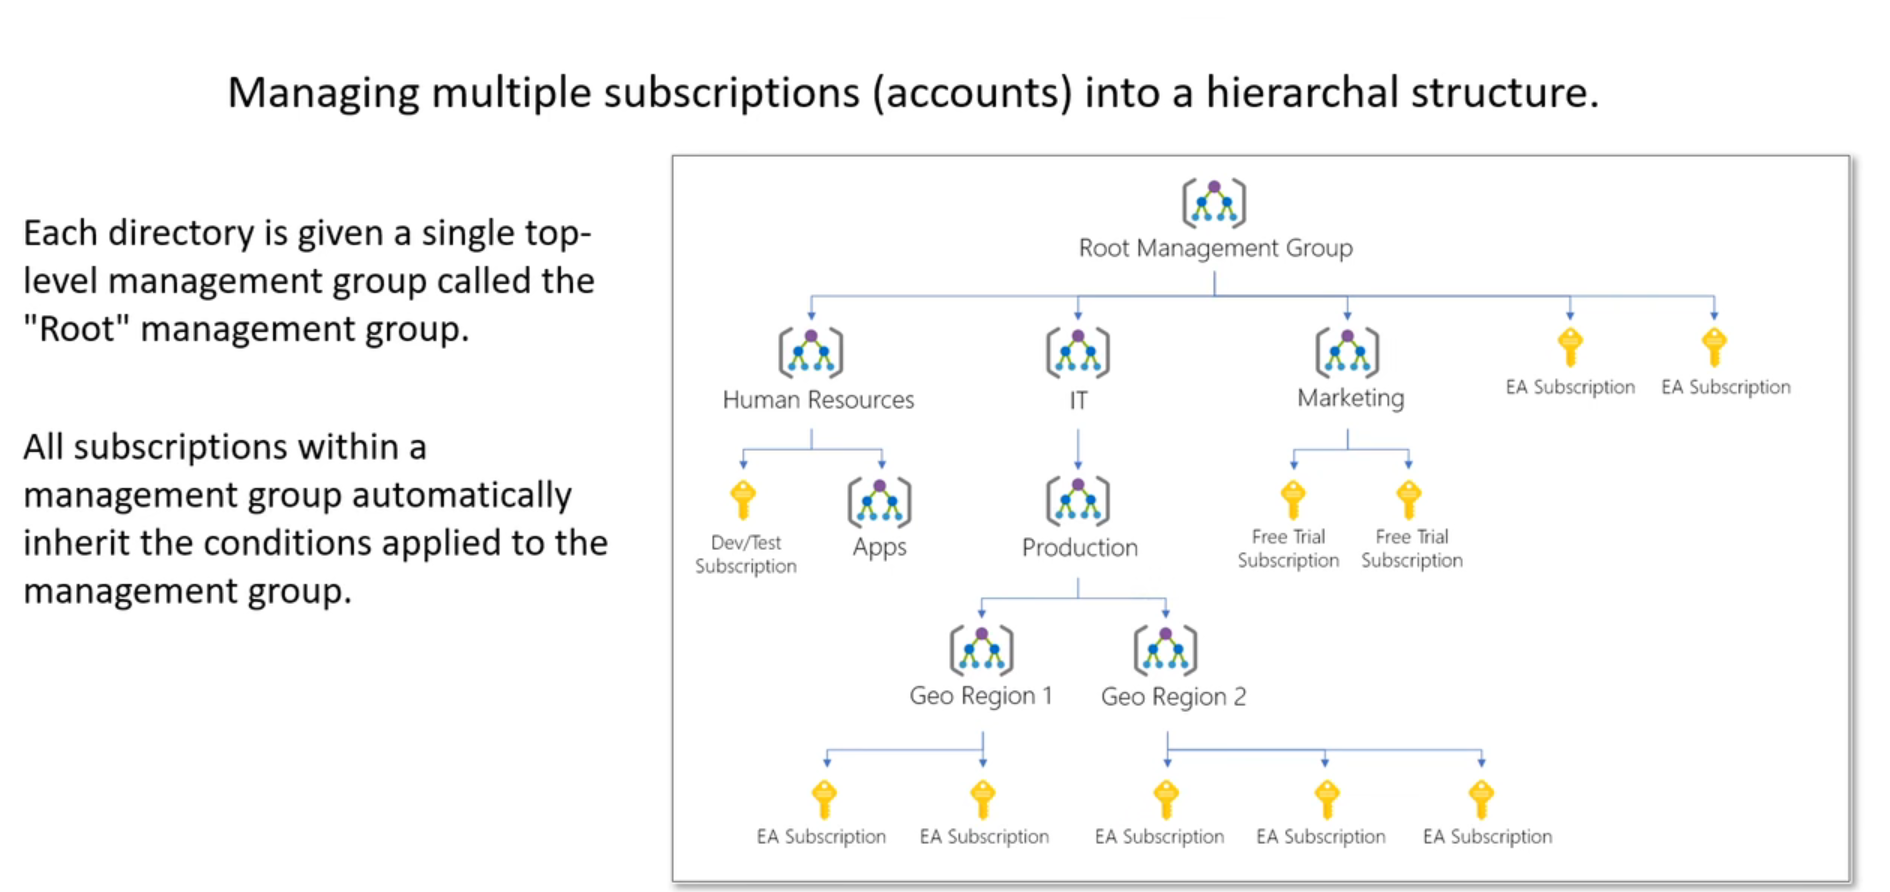 Managing multiple subscriptions (accounts) into a hierarchal structure.
Each directory is given a single top-
level management group called the
"Root" management group.
All subscriptions within a
management group automatically
inherit the conditions applied to the
management group.
Root Management Group
Human Resources
IT
Marketing
EA Subscription
EA Subscription
Dev/Test
Subscription
Apps
Production
Free Trial
Subscription
Free Trial
Subscription
Geo Region 1
Geo Region 2
EA Subscription
EA Subscription
EA Subscription
EA Subscription
EA Subscription